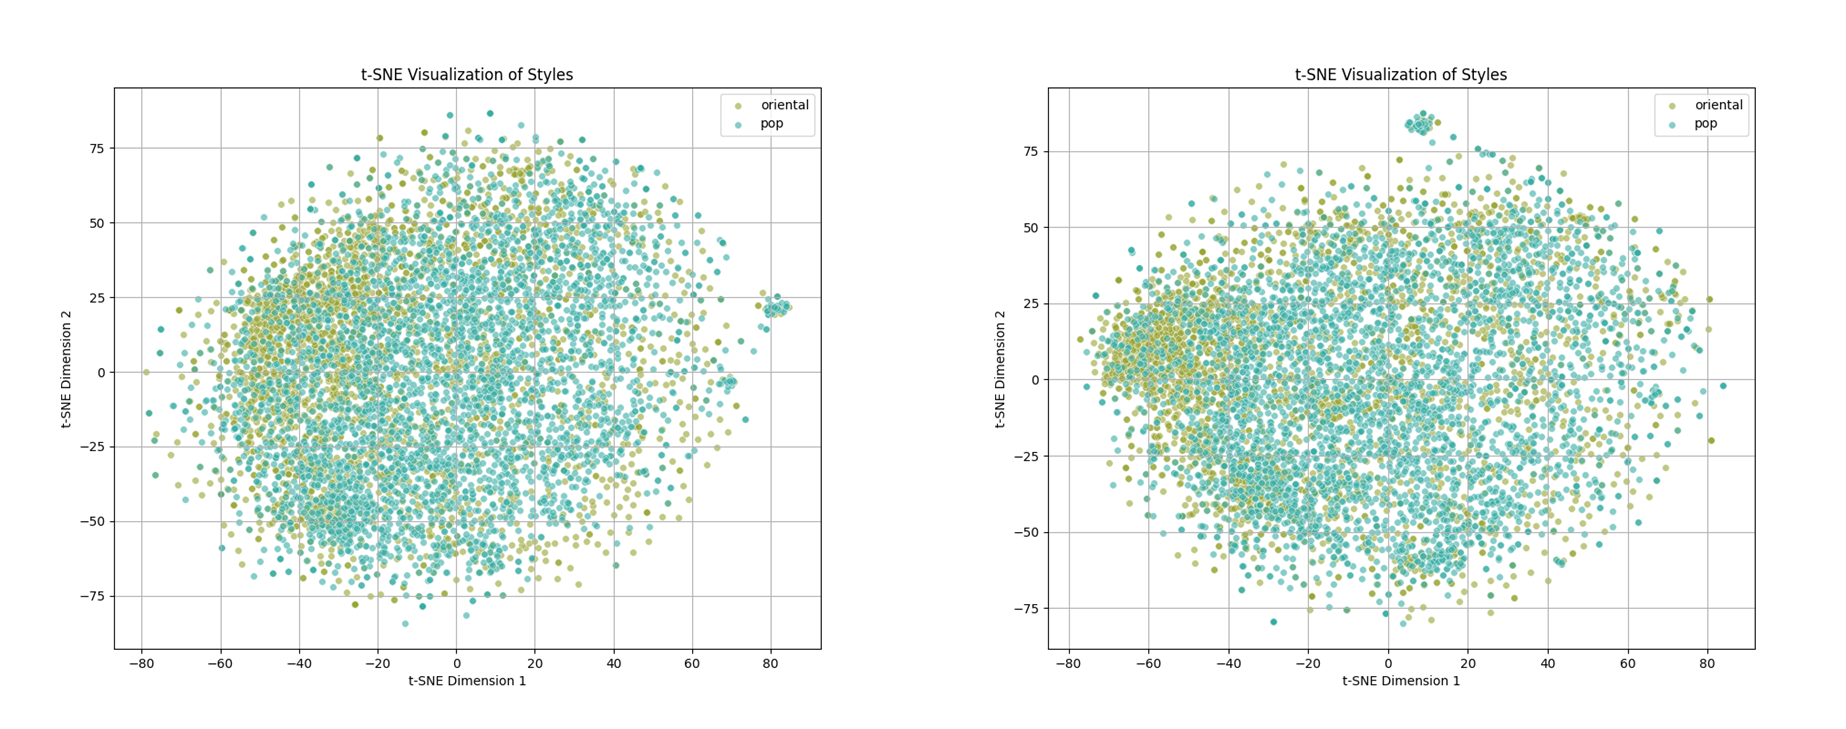 t-SNE Visualization of Styles
oriental
pop
75
50
25
0
−25
−50
−75
t-SNE Dimension 2
−80 −60 −40 −20 0 20 40 60 80
t-SNE Dimension 1
t-SNE Visualization of Styles
oriental
pop
75
50
25
0
−25
−50
−75
t-SNE Dimension 2
−80 −60 −40 −20 0 20 40 60 80
t-SNE Dimension 1